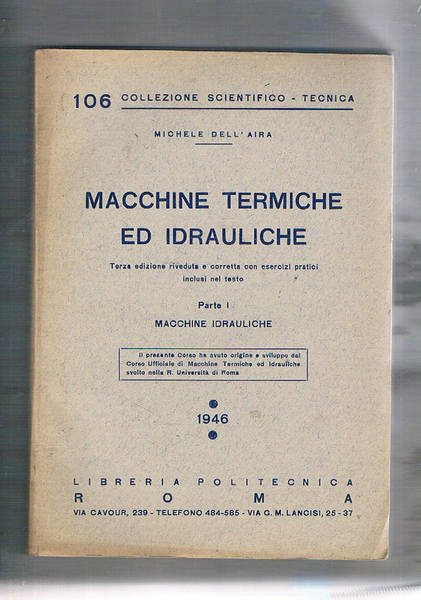 106 COLLEZIONE SCIENTIFICO - TECNICA
MICHELE DELL'AIRA
MACCHINE TERMICHE
ED IDRAULICHE
Terza edizione riveduta e corretta con esercizi pratici
inclusi nel testo
Parte I
MACCHINE IDRAULICHE
Il presente Corso ha avuto origine e sviluppo dal
Corso Ufficiale di Macchine Termiche ed Idrauliche
svolto nella R. Università di Roma
1946
LIBRERIA POLITECNICA
ROMA
VIA CAVOUR, 239 - TELEFONO 484-585 - VIA G. M. LANCISI, 25 - 37